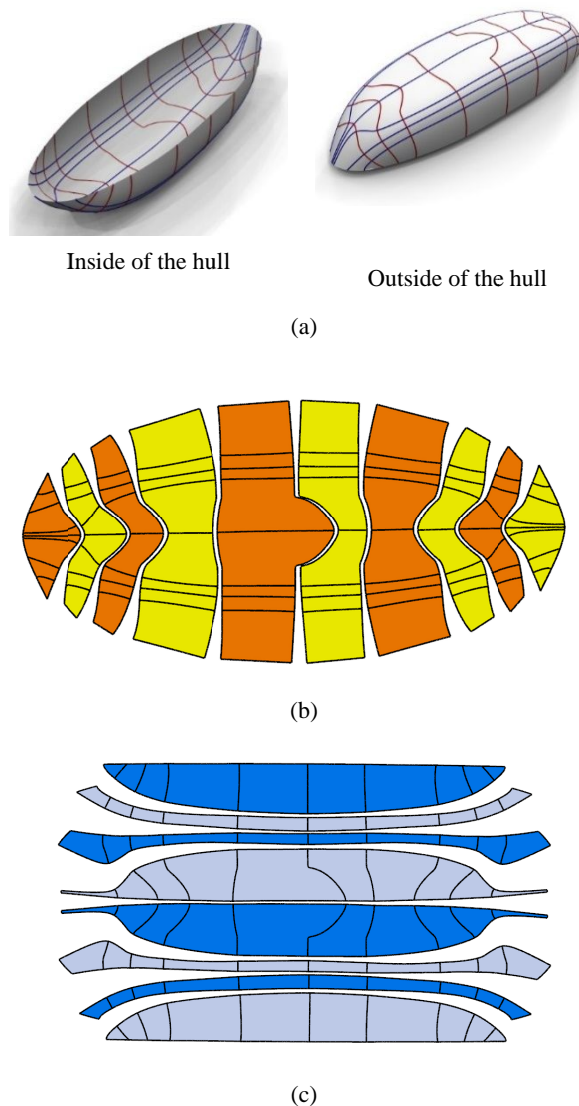 Inside of the hull
Outside of the hull
(a)
(b)
(c)